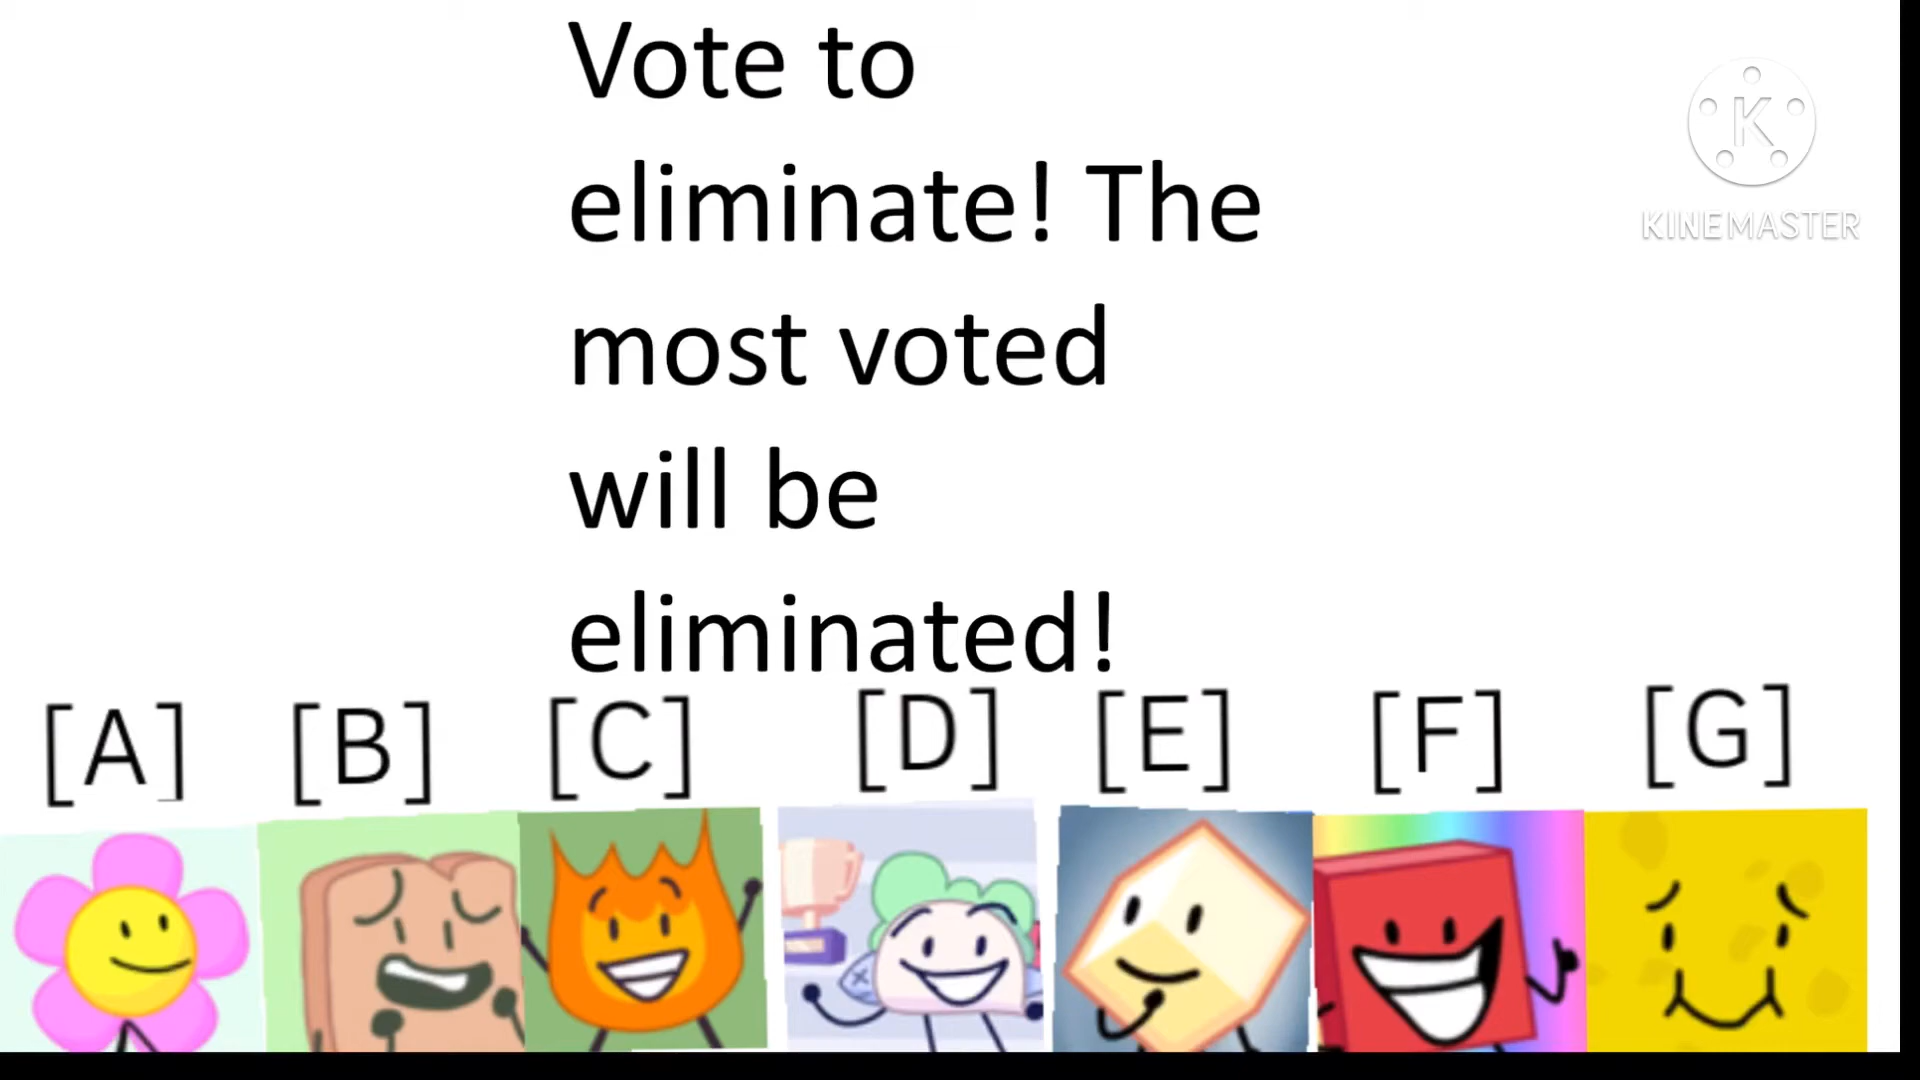 Vote to
eliminate! The
most voted
will be
eliminated!
K
KINEMASTER
[A] [B] [C] [D] [E] [F] [G]